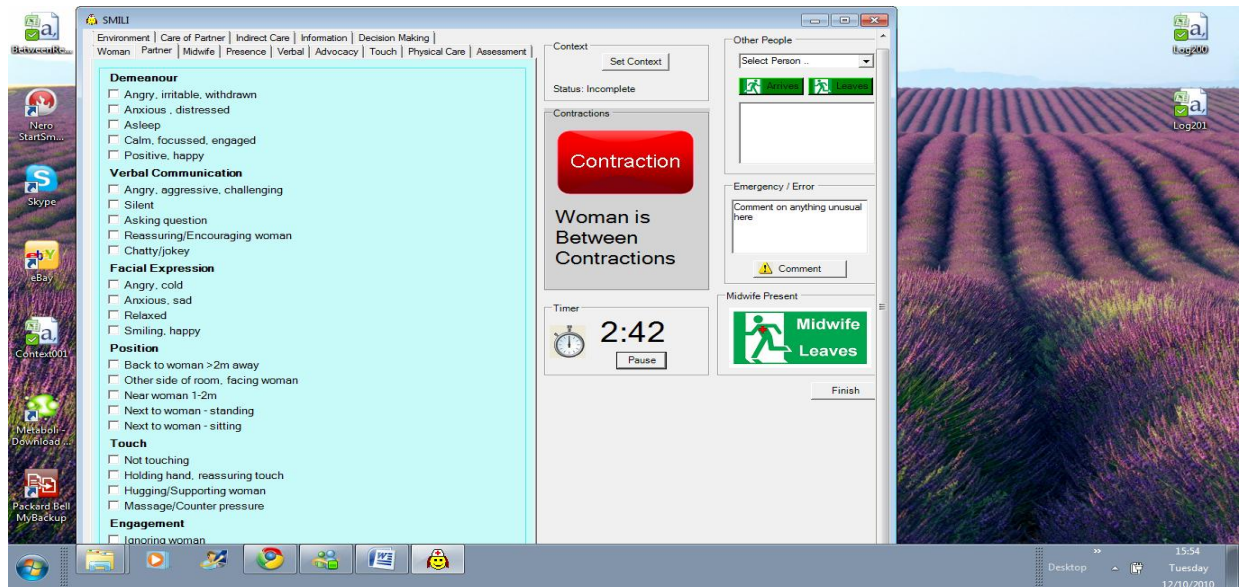 SMILI
Environment Care of Partner Indirect Care Information Decision Making
Woman Partner Midwife Presence Verbal Advocacy Touch Physical Care Assessment
Demeanour
Angry, irritable, withdrawn
Anxious , distressed
Asleep
Calm, focussed, engaged
Positive, happy
Verbal Communication
Angry, aggressive, challenging
Silent
Asking question
Reassuring/Encouraging woman
Chatty/jokey
Facial Expression
Angry, cold
Anxious, sad
Relaxed
Smiling, happy
Position
Back to woman >2m away
Other side of room, facing woman
Near woman 1-2m
Next to woman - standing
Next to woman - sitting
Touch
Not touching
Holding hand, reassuring touch
Hugging/Supporting woman
Massage/Counter pressure
Engagement
Ignoring woman
Context
Set Context
Status: Incomplete
Contractions
Contraction
Woman is
Between
Contractions
Timer
2:42
Pause
Other People
Select Person ..
Arrives
Leaves
Emergency / Error
Comment on anything unusual
here
Comment
Midwife Present
Midwife
Leaves
Finish
a,
BetweenRe...
Nero
StartSm...
S
Skype
ebY
eBay
a,
Context001
Metaboli -
Download ...
Packard Bell
MyBackup
a,
Log200
a,
Log201
W
Desktop
»
15:54
Tuesday
12/10/2010